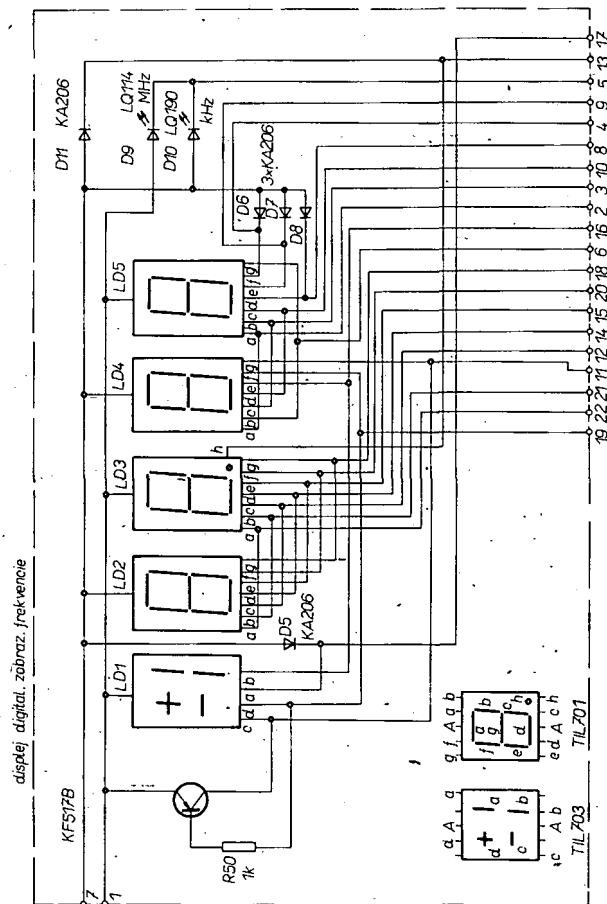 displej digital. zobraz. frekvencie
7
1
KF517B
R50
1k
LD1
c d a b
D5
KA206
LD2
a b c d e f g
LD3
a b c d e f g
h
LD4
a b c d e f g
LD5
a b c d e f g
D11 KA206
D9 LQ114 MHz
D10 LQ190 kHz
D6
D7
D8
3xKA206
17
13
5
9
4
8
10
3
2
16
6
18
20
15
14
12
11
21
22
19
g f A a b
a
f g b
e d c h
e d A c h
TIL701
d A a
d a
c b
c A b
TIL703